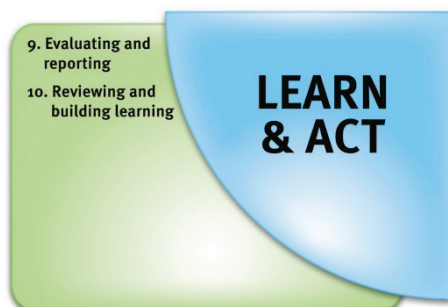 9. Evaluating and
reporting
10. Reviewing and
building learning
LEARN
& ACT